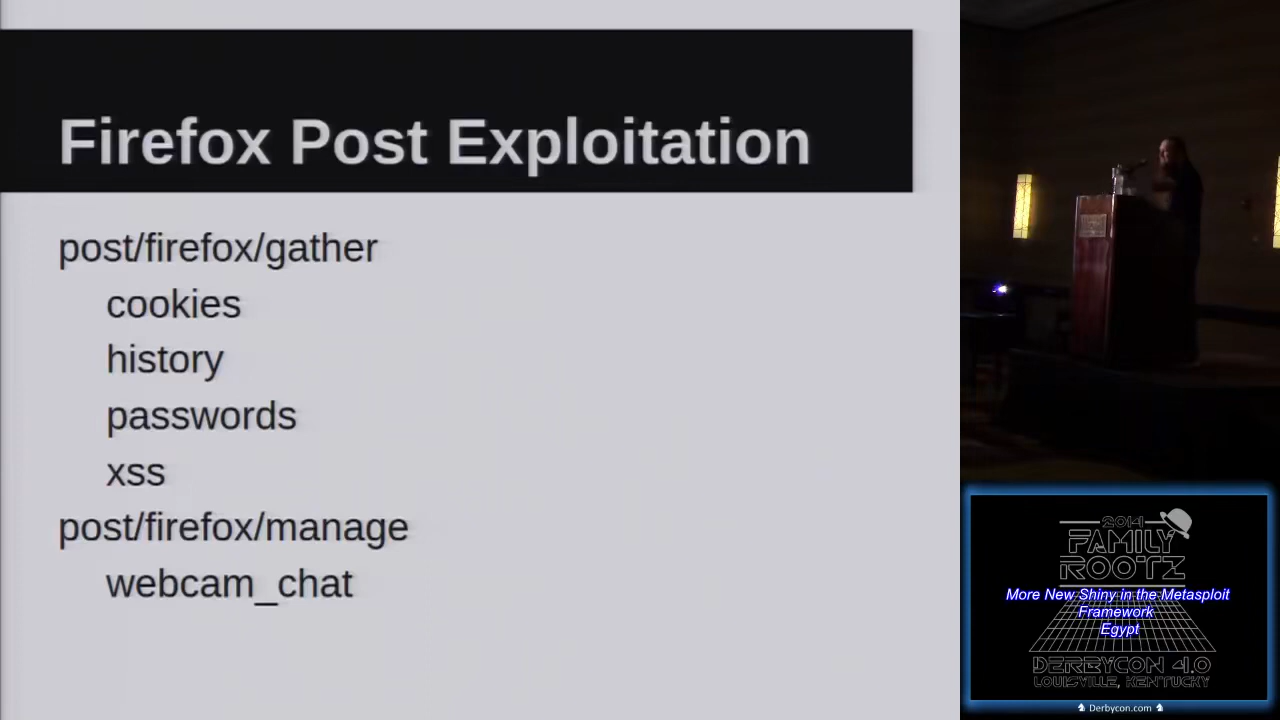 Firefox Post Exploitation
post/firefox/gather
cookies
history
passwords
xss
post/firefox/manage
webcam_chat
2014
FAMILY
ROOTZ
More New Shiny in the Metasploit
Framework
Egypt
DERBYCON 4.0
LOUISVILLE, KENTUCKY
Derbycon.com